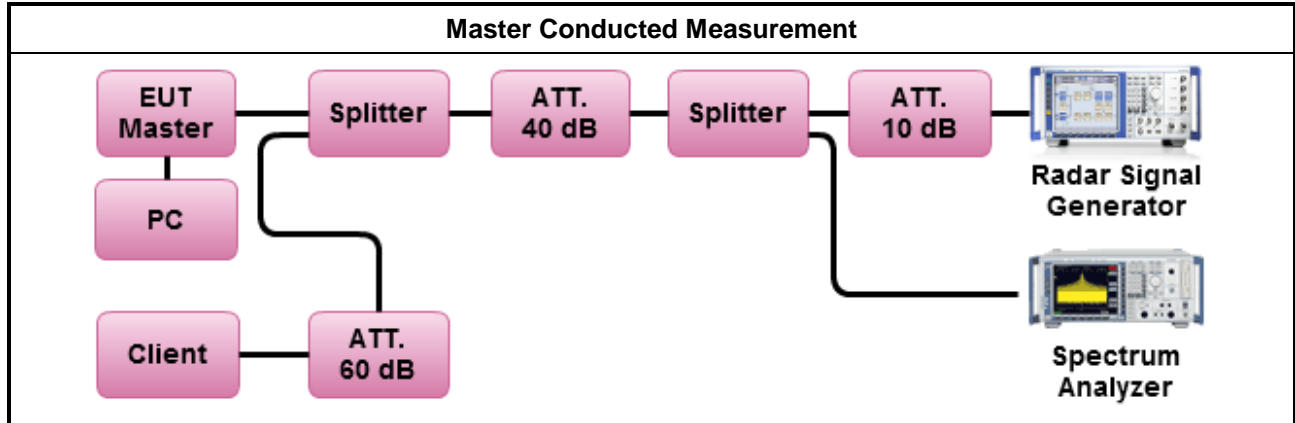 Master Conducted Measurement
EUT
Master
Splitter
ATT.
40 dB
Splitter
ATT.
10 dB
Radar Signal
Generator
PC
Client
ATT.
60 dB
Spectrum
Analyzer